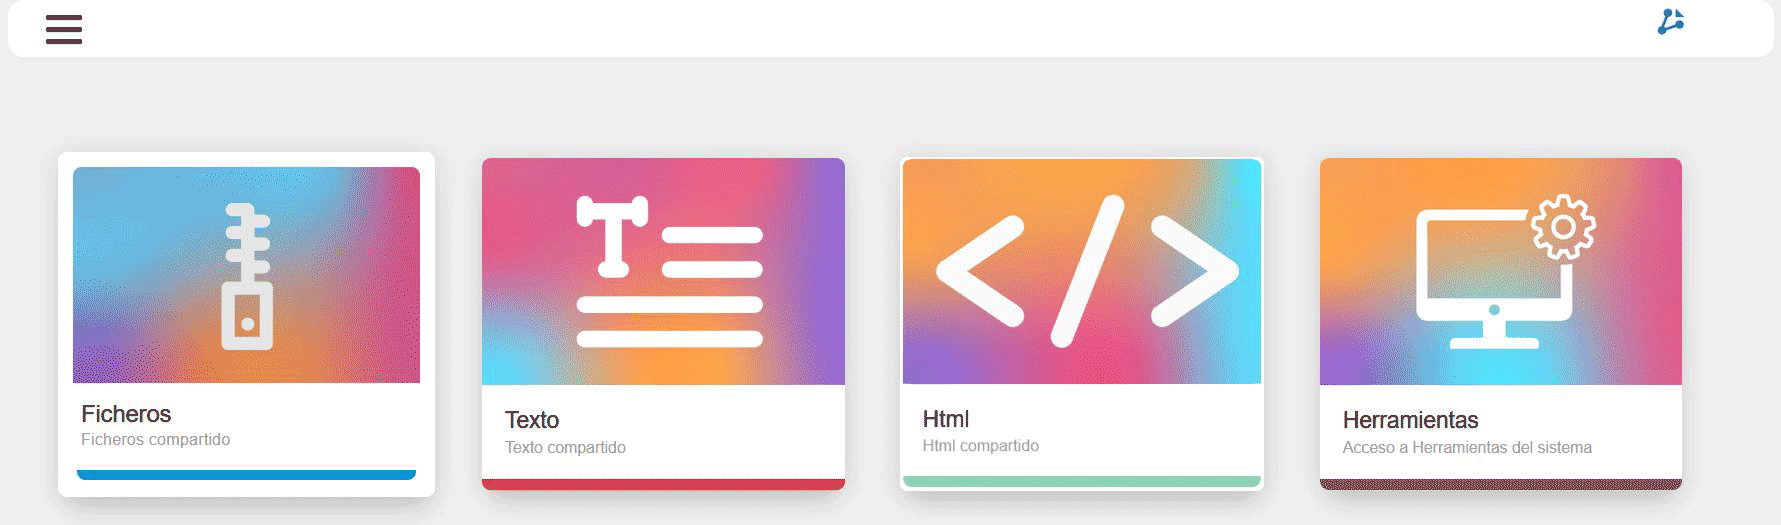 Ficheros
Ficheros compartido
Texto
Texto compartido
Html
Html compartido
Herramientas
Acceso a Herramientas del sistema